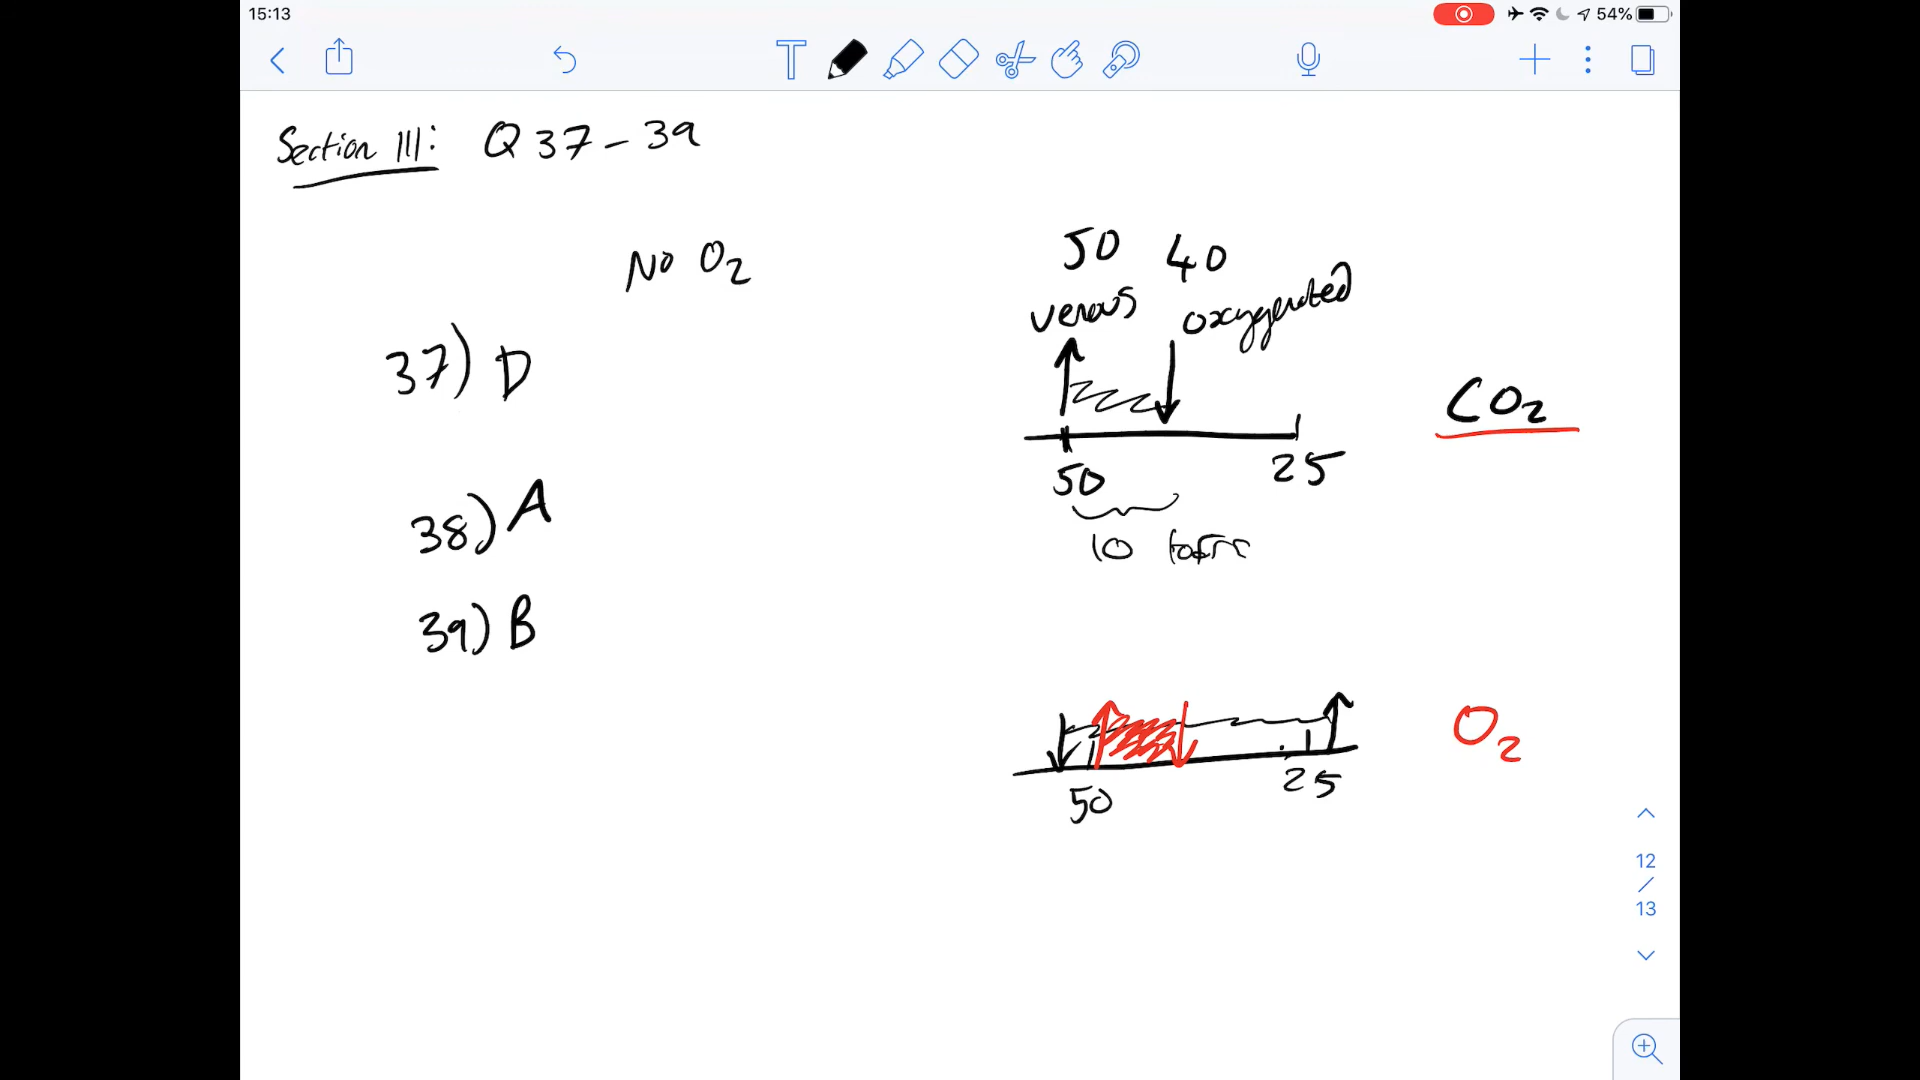 15:13
54%
Section III: Q 37 - 39
No O2
37) D
38) A
39) B
50 40
venous oxygenated
CO2
50 25
10 torr
O2
50 25
12
/
13